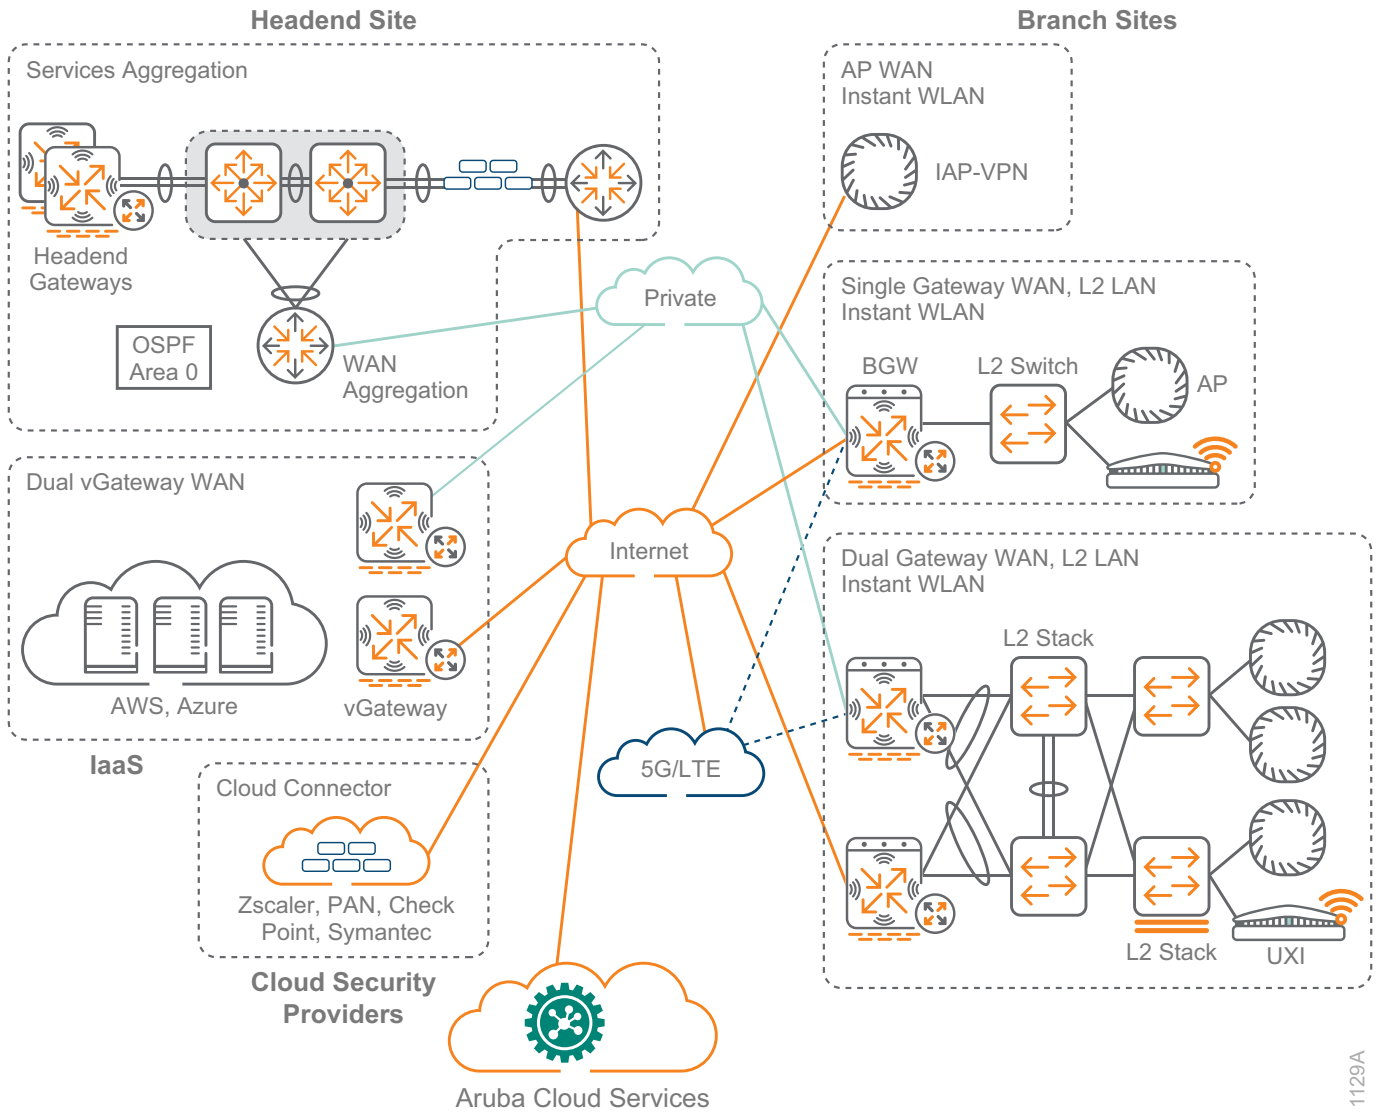 Headend Site
Branch Sites
Services Aggregation
Headend
Gateways
OSPF
Area 0
WAN
Aggregation
Private
AP WAN
Instant WLAN
IAP-VPN
Single Gateway WAN, L2 LAN
Instant WLAN
BGW
L2 Switch
AP
Dual vGateway WAN
AWS, Azure
vGateway
IaaS
Internet
5G/LTE
Dual Gateway WAN, L2 LAN
Instant WLAN
L2 Stack
L2 Stack
UXI
Cloud Connector
Zscaler, PAN, Check
Point, Symantec
Cloud Security
Providers
Aruba Cloud Services
1129A